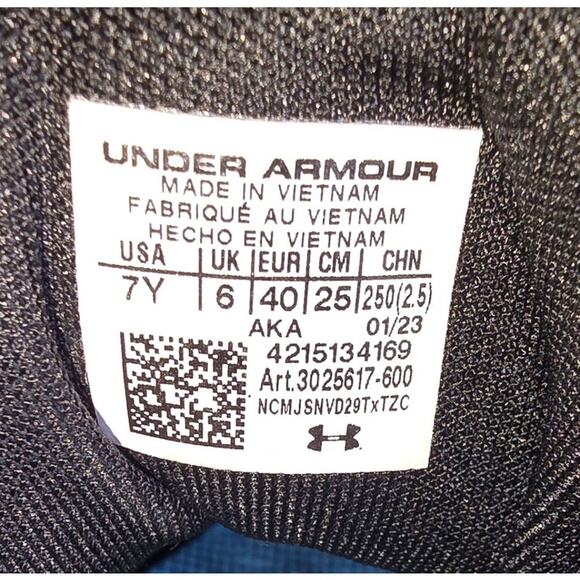 UNDER ARMOUR
MADE IN VIETNAM
FABRIQUÉ AU VIETNAM
HECHO EN VIETNAM
USA UK EUR CM CHN
7Y 6 40 25 250(2.5)
AKA 01/23
4215134169
Art.3025617-600
NCMJSNVD29TxTZC